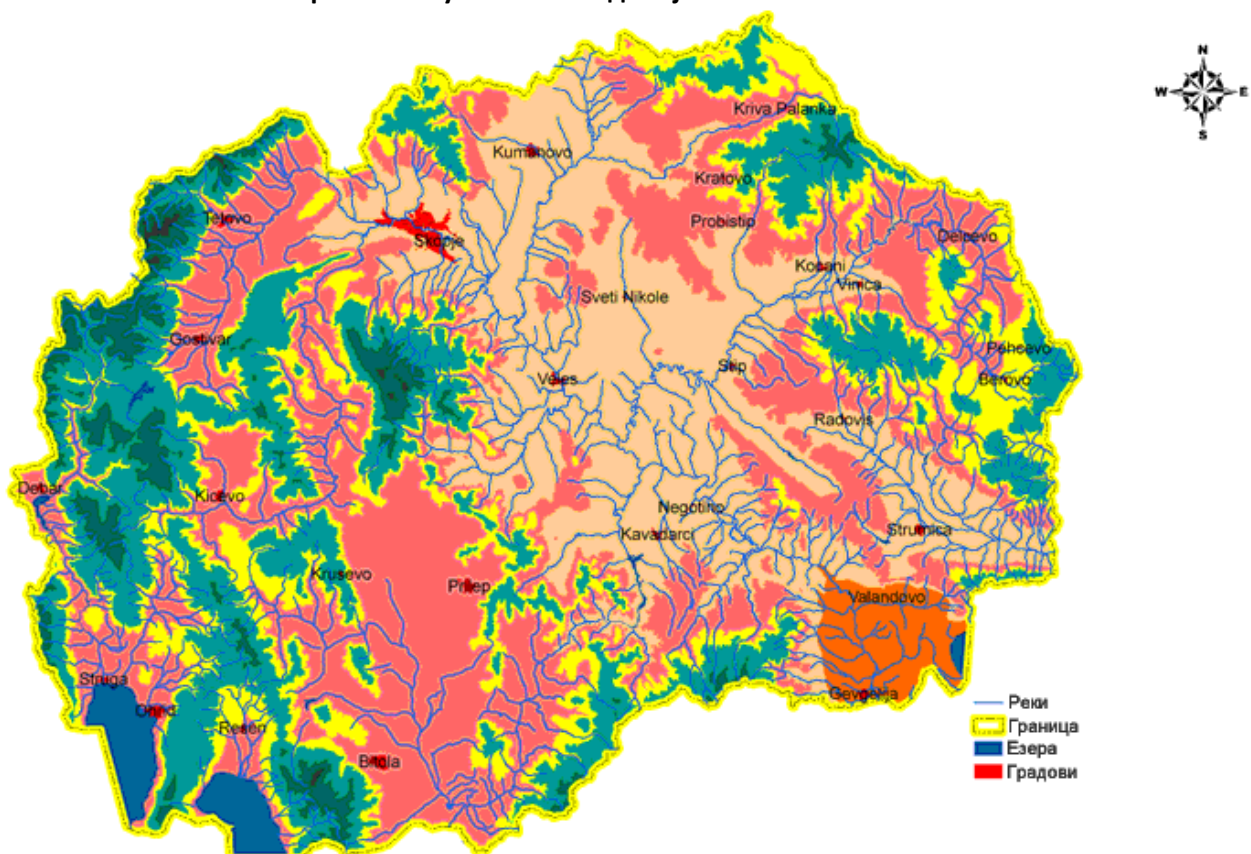 N
W E
S
Kriva Palanka
Kumanovo
Kratovo
Tetovo
Probistip
Skopje
Delcevo
Kocani
Vinica
Sveti Nikole
Gostivar
Pehcevo
Stip
Veles
Berovo
Radovis
Debar
Kicevo
Negotino
Kavadarci
Strumica
Krusevo
Prilep
Valandovo
Struga
Gevgelija
Ohrid
Resen
Bitola
Реки
Граница
Езера
Градови